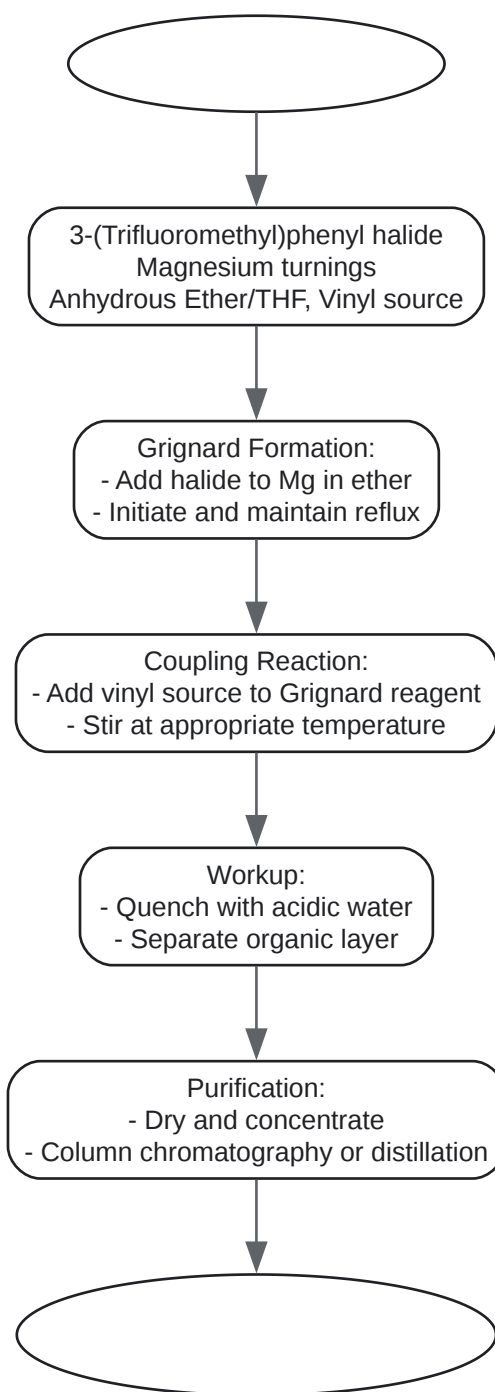 3-(Trifluoromethyl)phenyl halide
Magnesium turnings
Anhydrous Ether/THF, Vinyl source
Grignard Formation:
- Add halide to Mg in ether
- Initiate and maintain reflux
Coupling Reaction:
- Add vinyl source to Grignard reagent
- Stir at appropriate temperature
Workup:
- Quench with acidic water
- Separate organic layer
Purification:
- Dry and concentrate
- Column chromatography or distillation